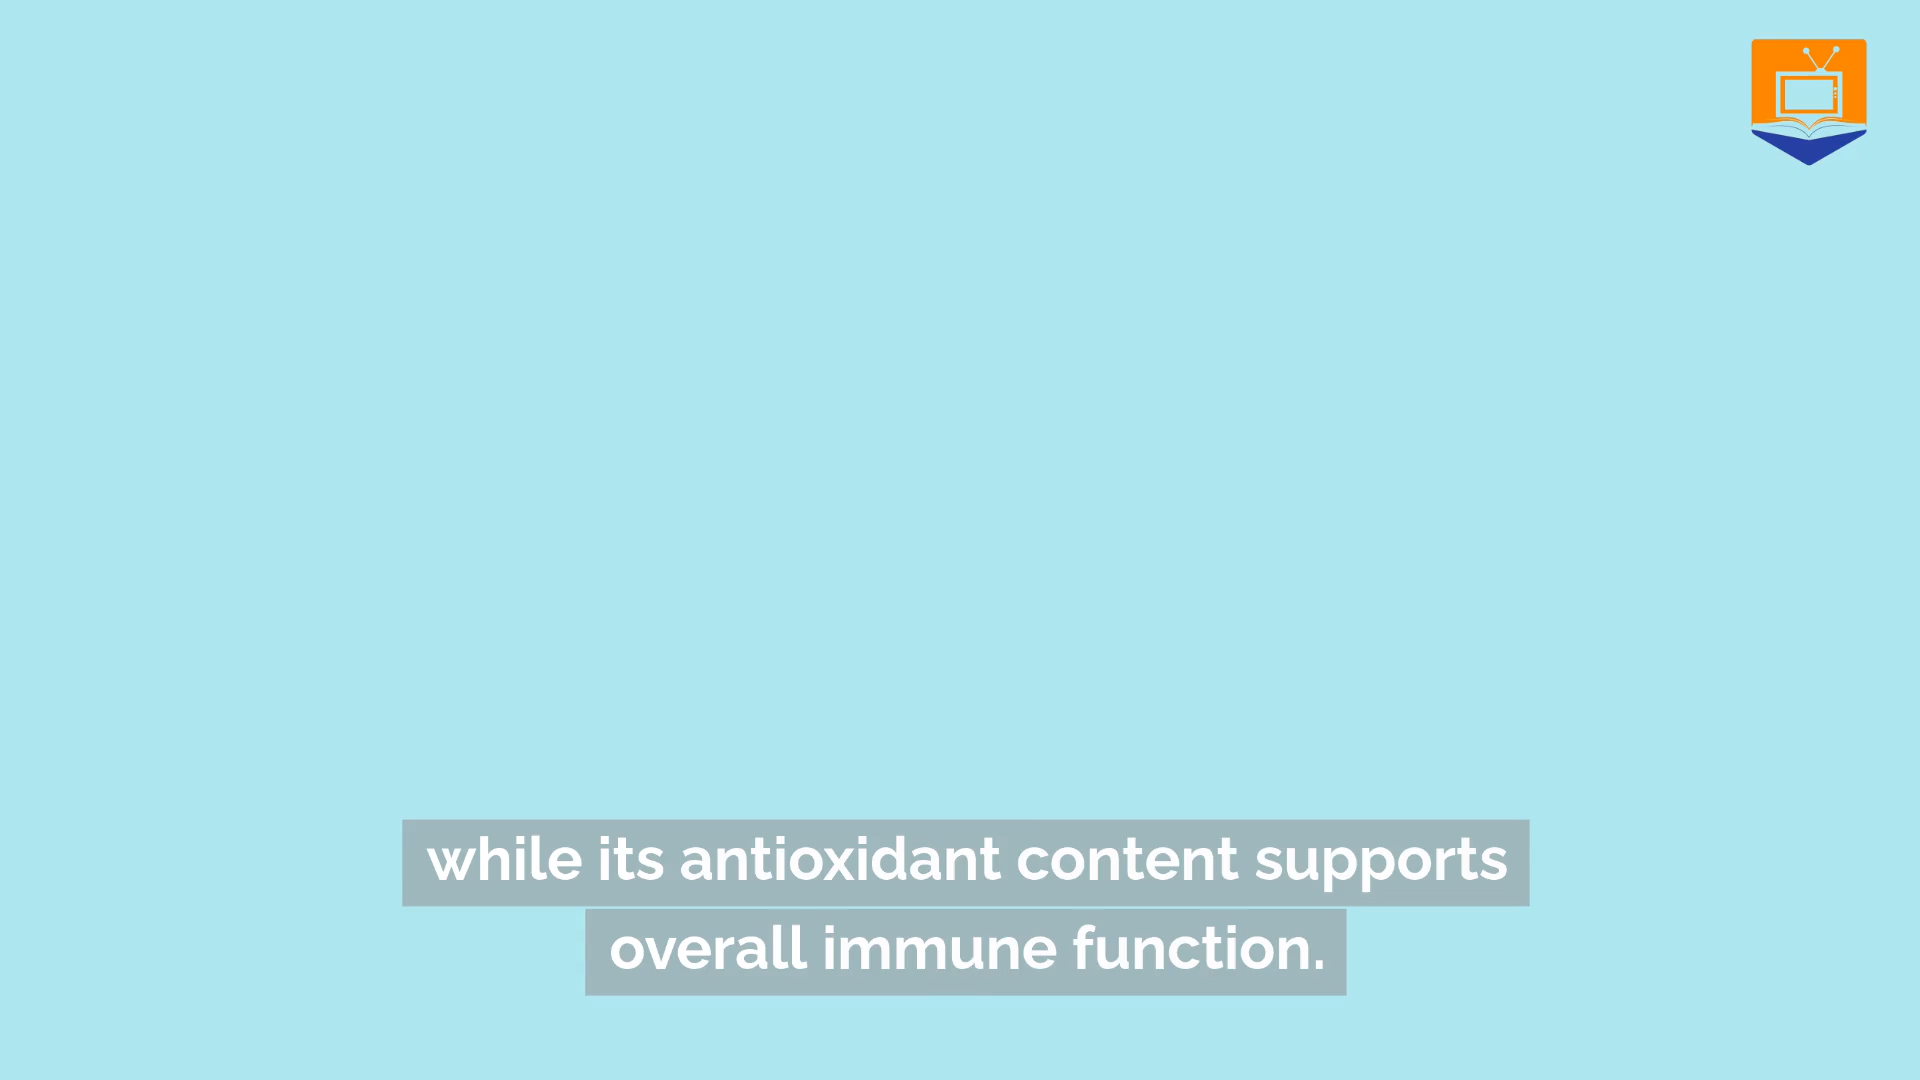 while its antioxidant content supports
overall immune function.